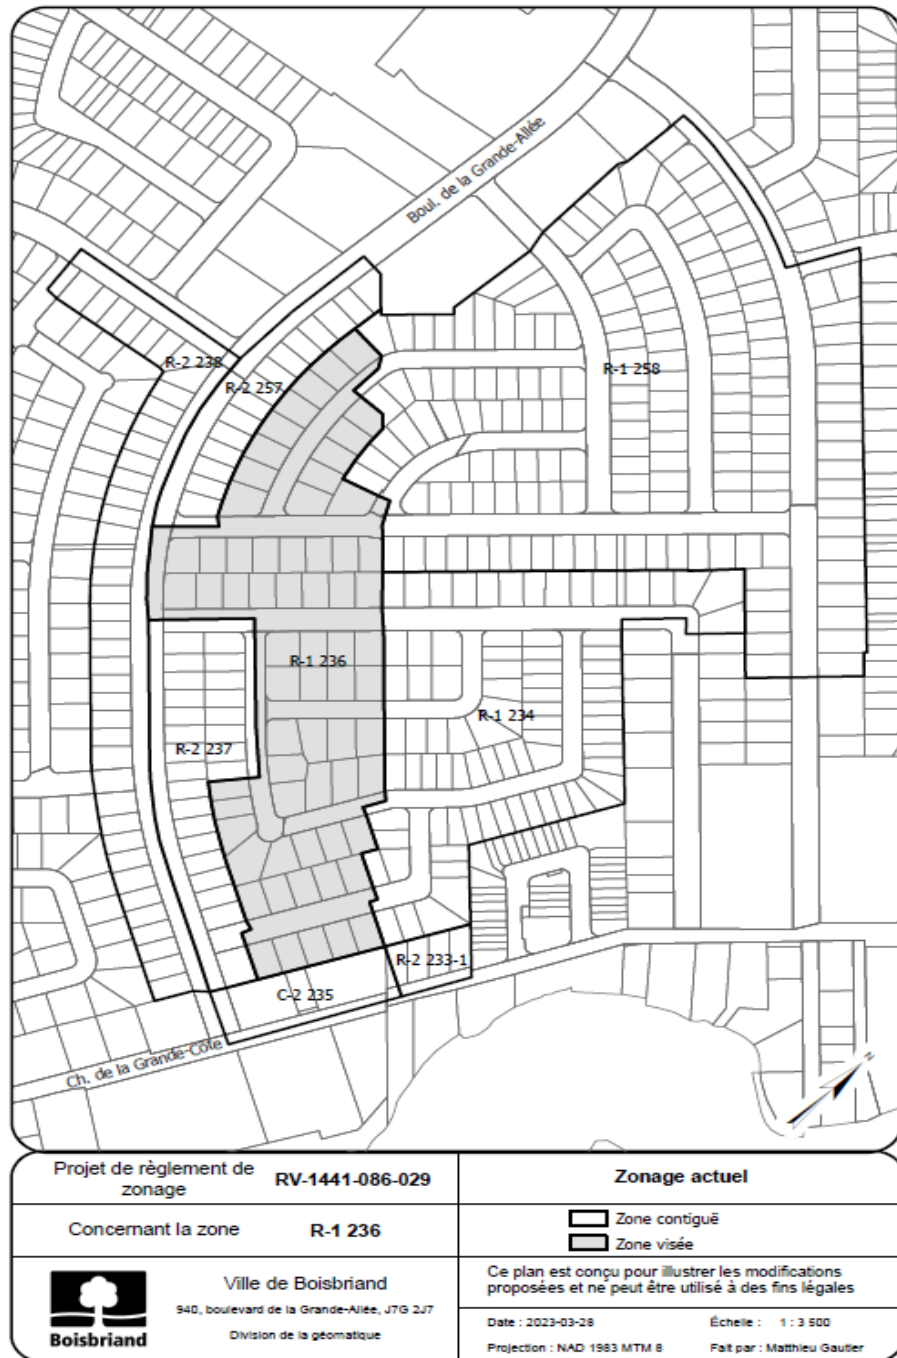 Boul. de la Grande-Allée
R-2 238
R-2 257
R-1 258
R-1 236
R-1 234
R-2 237
R-2 233-1
C-2 235
Ch. de la Grande-Côte
N
Projet de règlement de
zonage
RV-1441-086-029
Zonage actuel
Concernant la zone
R-1 236
Zone contiguë
Zone visée
Ville de Boisbriand
940, boulevard de la Grande-Allée, J7G 2J7
Division de la géomatique
Boisbriand
Ce plan est conçu pour illustrer les modifications
proposées et ne peut être utilisé à des fins légales
Date : 2023-03-28
Échelle : 1 : 3 500
Projection : NAD 1983 MTM 8
Fait par : Matthieu Gautier